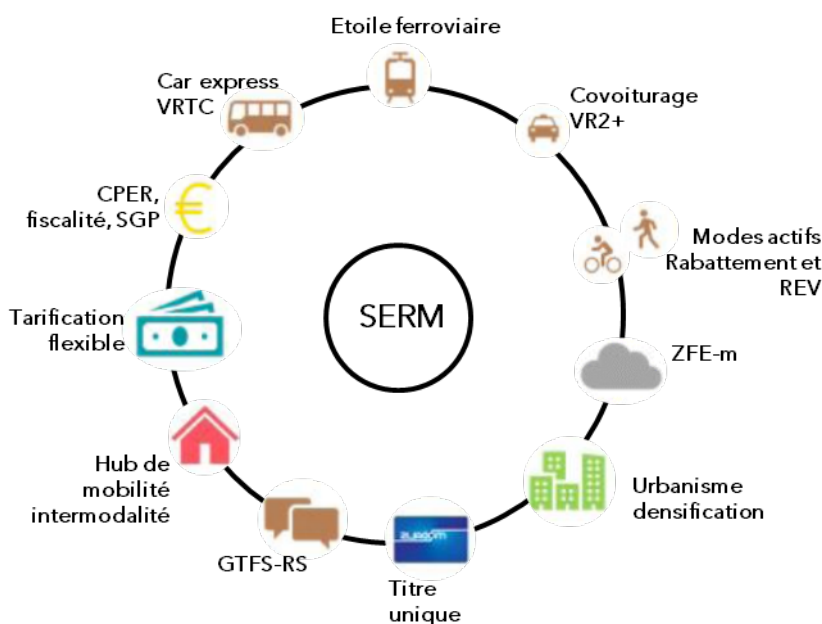 Etoile ferroviaire
Car express
VRTC
Covoiturage
VR2+
CPER,
fiscalité, SGP
Modes actifs
Rabattement et
REV
SERM
Tarification
flexible
ZFE-m
Hub de
mobilité
intermodalité
Urbanisme
densification
GTFS-RS
Titre
unique